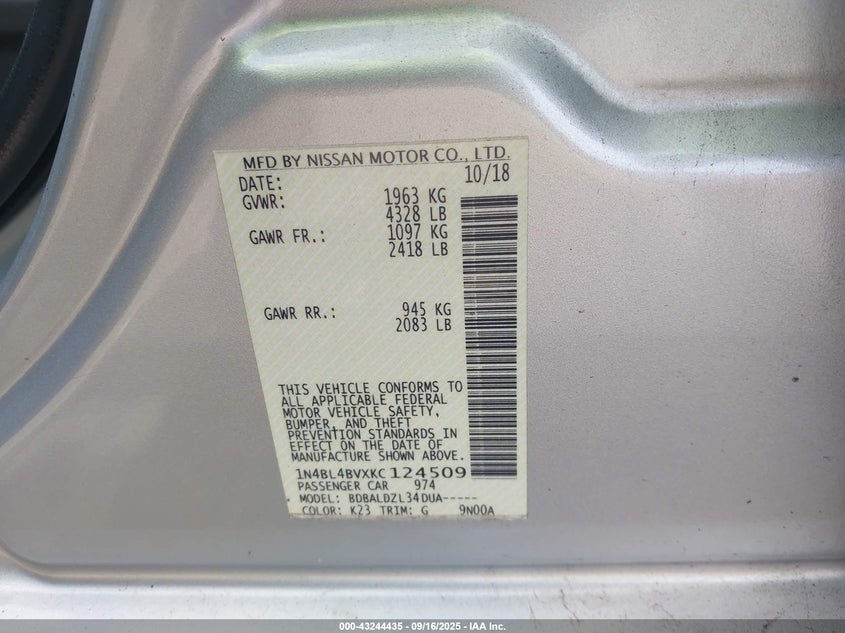 MFD BY NISSAN MOTOR CO., LTD.
DATE: 10/18
GVWR: 1963 KG
4328 LB
GAWR FR.: 1097 KG
2418 LB
GAWR RR.: 945 KG
2083 LB
THIS VEHICLE CONFORMS TO
ALL APPLICABLE FEDERAL
MOTOR VEHICLE SAFETY,
BUMPER, AND THEFT
PREVENTION STANDARDS IN
EFFECT ON THE DATE OF
MANUFACTURE SHOWN ABOVE.
1N4BL4BVXKC124509
PASSENGER CAR 974
MODEL: BDBALDZL34DUA-----
COLOR: K23 TRIM: G 9N00A
000-43244435 - 09/16/2025 - IAA Inc.